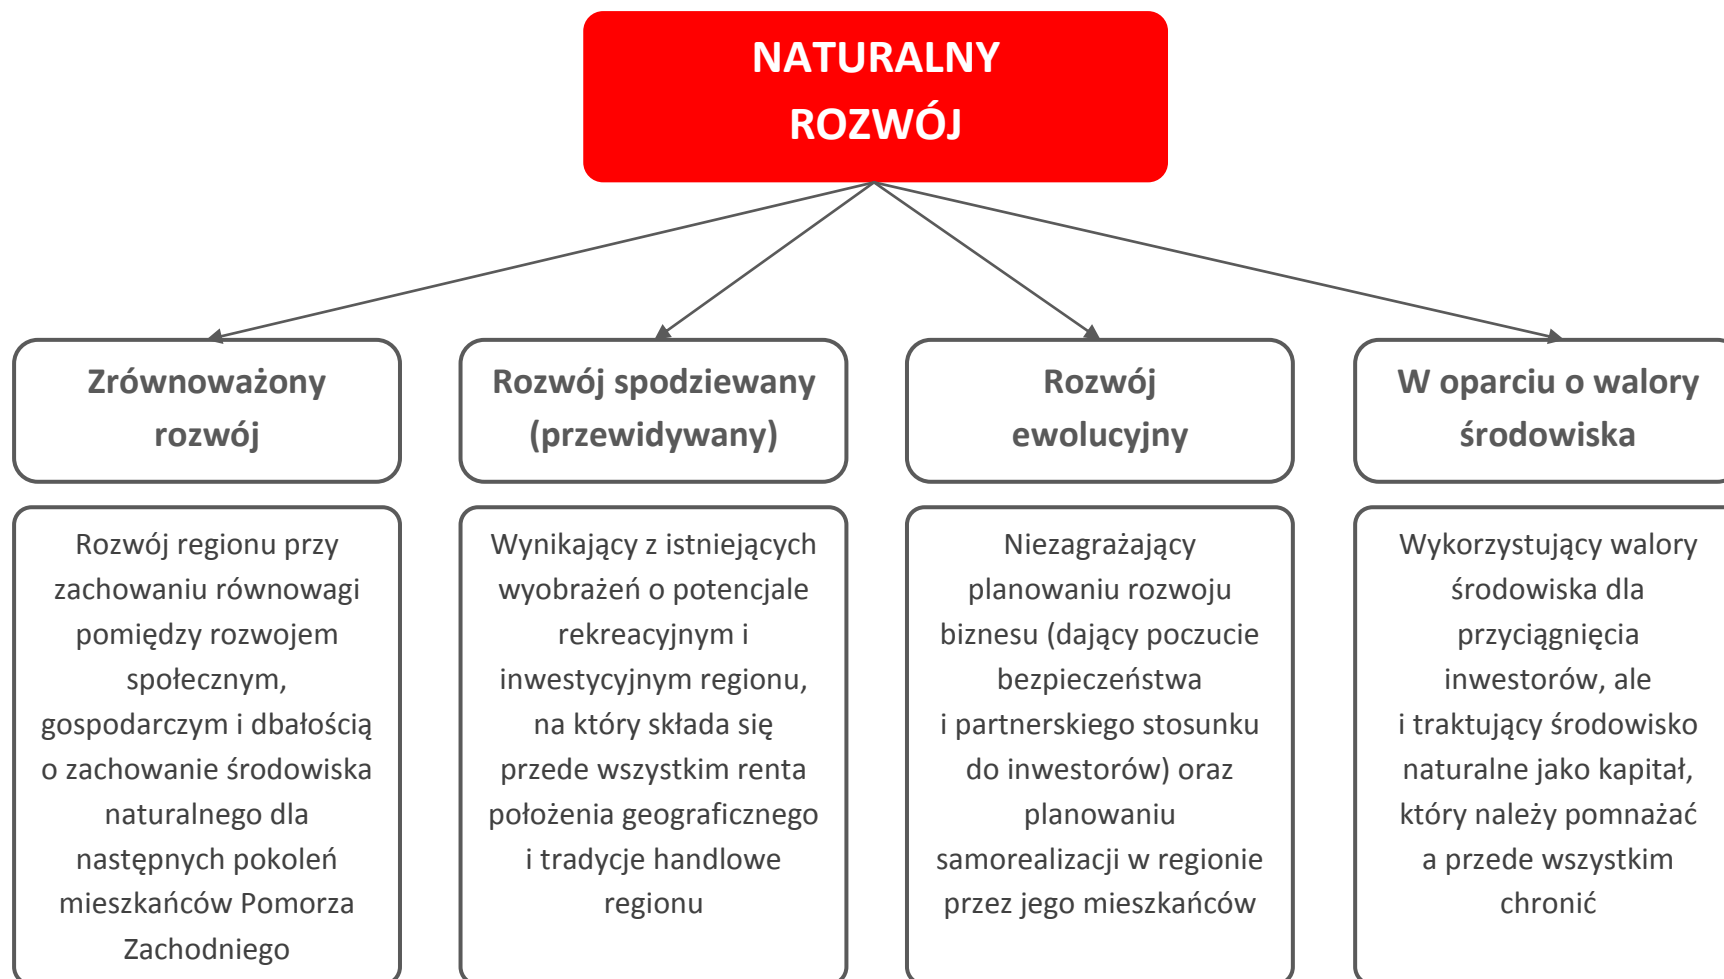 NATURALNY
ROZWÓJ
Zrównoważony
rozwój
Rozwój regionu przy
zachowaniu równowagi
pomiędzy rozwojem
społecznym,
gospodarczym i dbałością
o zachowanie środowiska
naturalnego dla
następnych pokoleń
mieszkańców Pomorza
Zachodniego
Rozwój spodziewany
(przewidywany)
Wynikający z istniejących
wyobrażeń o potencjale
rekreacyjnym i
inwestycyjnym regionu,
na który składa się
przede wszystkim renta
położenia geograficznego
i tradycje handlowe
regionu
Rozwój
ewolucyjny
Niezagrażający
planowaniu rozwoju
biznesu (dający poczucie
bezpieczeństwa
i partnerskiego stosunku
do inwestorów) oraz
planowaniu
samorealizacji w regionie
przez jego mieszkańców
W oparciu o walory
środowiska
Wykorzystujący walory
środowiska dla
przyciągnięcia
inwestorów, ale
i traktujący środowisko
naturalne jako kapitał,
który należy pomnażać
a przede wszystkim
chronić